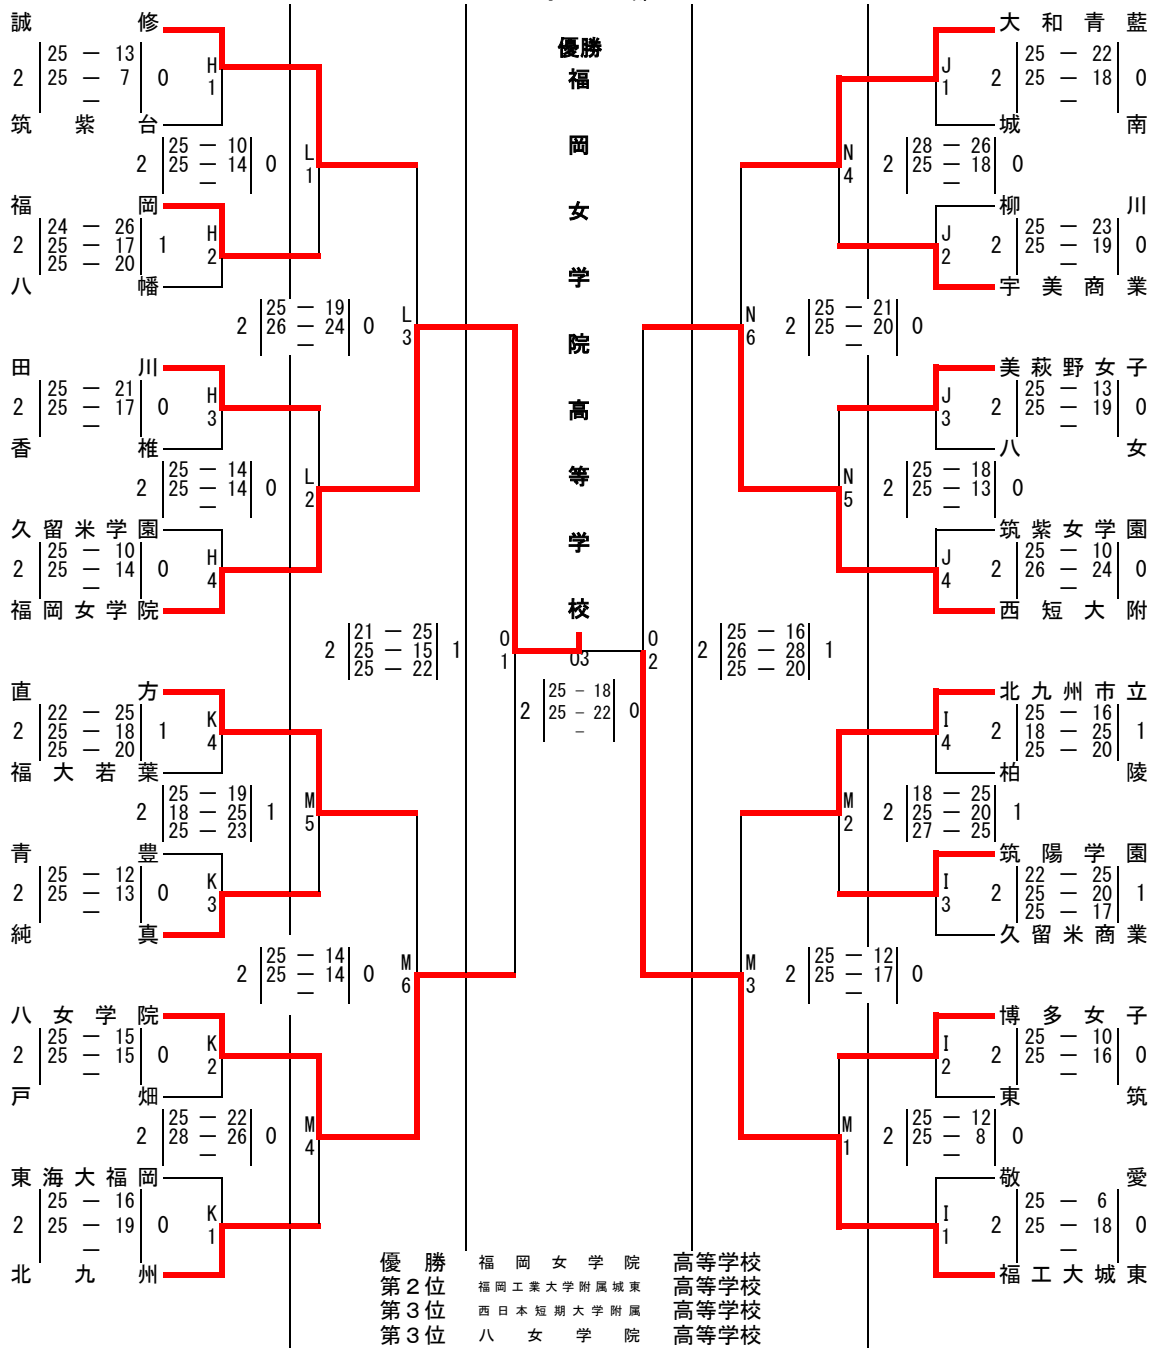 誠修
25 ― 13
2 25 ― 7 0
―
H1
筑紫台
25 ― 10
2 25 ― 14 0
―
L1
福岡
24 ― 26
2 25 ― 17 1
25 ― 20
H2
八幡
25 ― 19
2 26 ― 24 0
―
L3
田川
25 ― 21
2 25 ― 17 0
―
H3
香椎
25 ― 14
2 25 ― 14 0
―
L2
久留米学園
25 ― 10
2 25 ― 14 0
―
H4
福岡女学院
21 ― 25
2 25 ― 15 1
25 ― 22
O1
直方
22 ― 25
2 25 ― 18 1
25 ― 20
K4
福大若葉
25 ― 19
2 18 ― 25 1
25 ― 23
M5
青豊
25 ― 12
2 25 ― 13 0
―
K3
純真
25 ― 14
2 25 ― 14 0
―
M6
八女学院
25 ― 15
2 25 ― 15 0
―
K2
戸畑
25 ― 22
2 28 ― 26 0
―
M4
東海大福岡
25 ― 16
2 25 ― 19 0
―
K1
北九州
優勝
福岡女学院高等学校
O3
25 - 18
2 25 - 22 0
-
大和青藍
25 ― 22
2 25 ― 18 0
―
J1
城南
28 ― 26
2 25 ― 18 0
―
N4
柳川
25 ― 23
2 25 ― 19 0
―
J2
宇美商業
25 ― 21
2 25 ― 20 0
―
N6
美萩野女子
25 ― 13
2 25 ― 19 0
―
J3
八女
25 ― 18
2 25 ― 13 0
―
N5
筑紫女学園
25 ― 10
2 26 ― 24 0
―
J4
西短大附
25 ― 16
2 26 ― 28 1
25 ― 20
O2
北九州市立
25 ― 16
2 18 ― 25 1
25 ― 20
I4
柏陵
18 ― 25
2 25 ― 20 1
27 ― 25
M2
筑陽学園
22 ― 25
2 25 ― 20 1
25 ― 17
I3
久留米商業
25 ― 12
2 25 ― 17 0
―
M3
博多女子
25 ― 10
2 25 ― 16 0
―
I2
東筑
25 ― 12
2 25 ― 8 0
―
M1
敬愛
25 ― 6
2 25 ― 18 0
―
I1
福工大城東
優勝 福岡女学院 高等学校
第２位 福岡工業大学附属城東 高等学校
第３位 西日本短期大学附属 高等学校
第３位 八女学院 高等学校